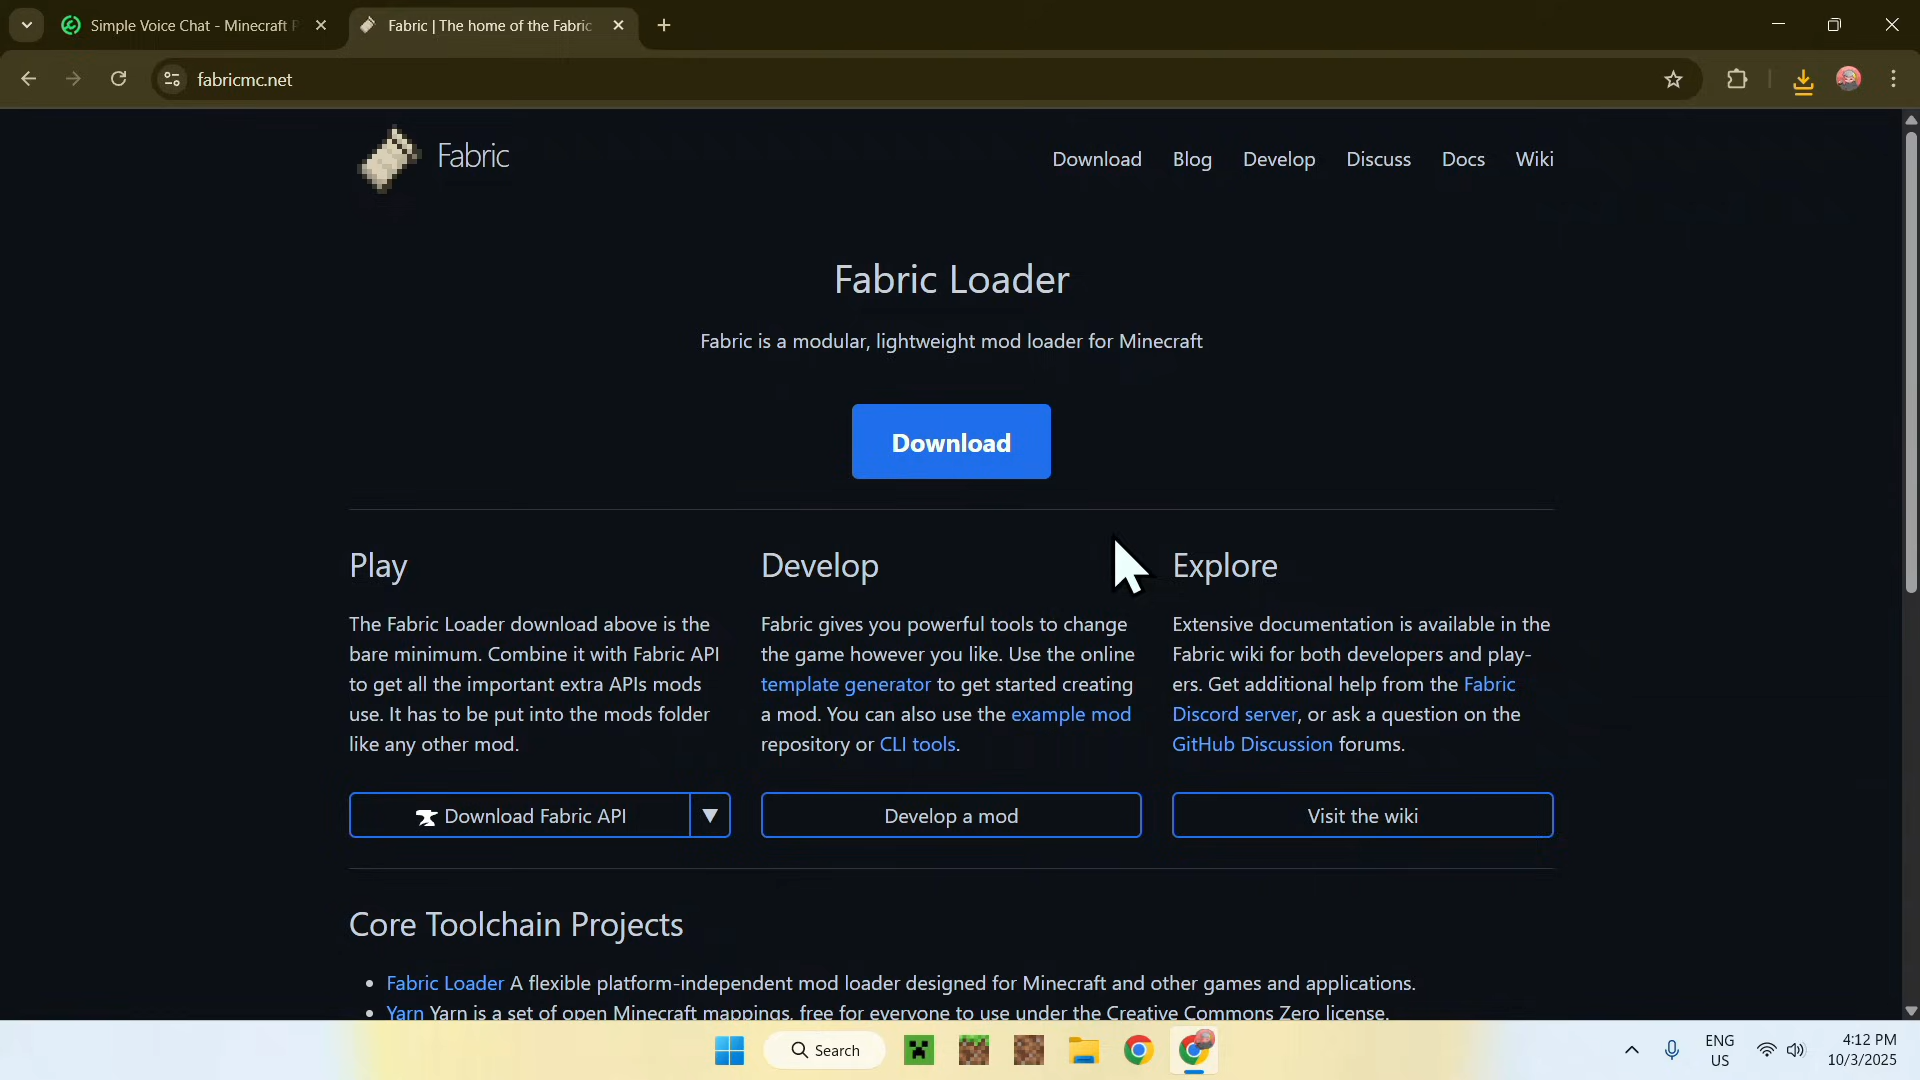 Simple Voice Chat - Minecraft P
Fabric | The home of the Fabric
fabricmc.net
Fabric
Download
Blog
Develop
Discuss
Docs
Wiki
Fabric Loader
Fabric is a modular, lightweight mod loader for Minecraft
Download
Play
The Fabric Loader download above is the
bare minimum. Combine it with Fabric API
to get all the important extra APIs mods
use. It has to be put into the mods folder
like any other mod.
Download Fabric API
Develop
Fabric gives you powerful tools to change
the game however you like. Use the online
template generator to get started creating
a mod. You can also use the example mod
repository or CLI tools.
Develop a mod
Explore
Extensive documentation is available in the
Fabric wiki for both developers and play-
ers. Get additional help from the Fabric
Discord server, or ask a question on the
GitHub Discussion forums.
Visit the wiki
Core Toolchain Projects
Fabric Loader A flexible platform-independent mod loader designed for Minecraft and other games and applications.
Yarn Yarn is a set of open Minecraft mappings, free for everyone to use under the Creative Commons Zero license.
Search
ENG
US
4:12 PM
10/3/2025